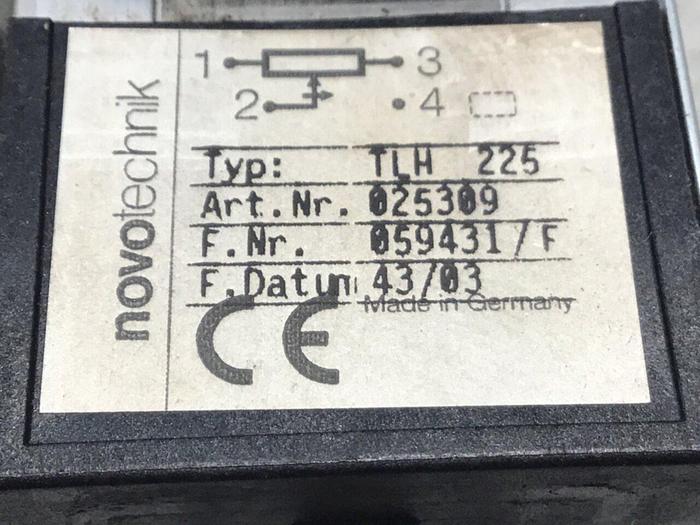 novotechnik
1 3
2 4
Typ: TLH 225
Art.Nr. 025309
F.Nr. 059431/F
F.Datum 43/03
Made in Germany
CE